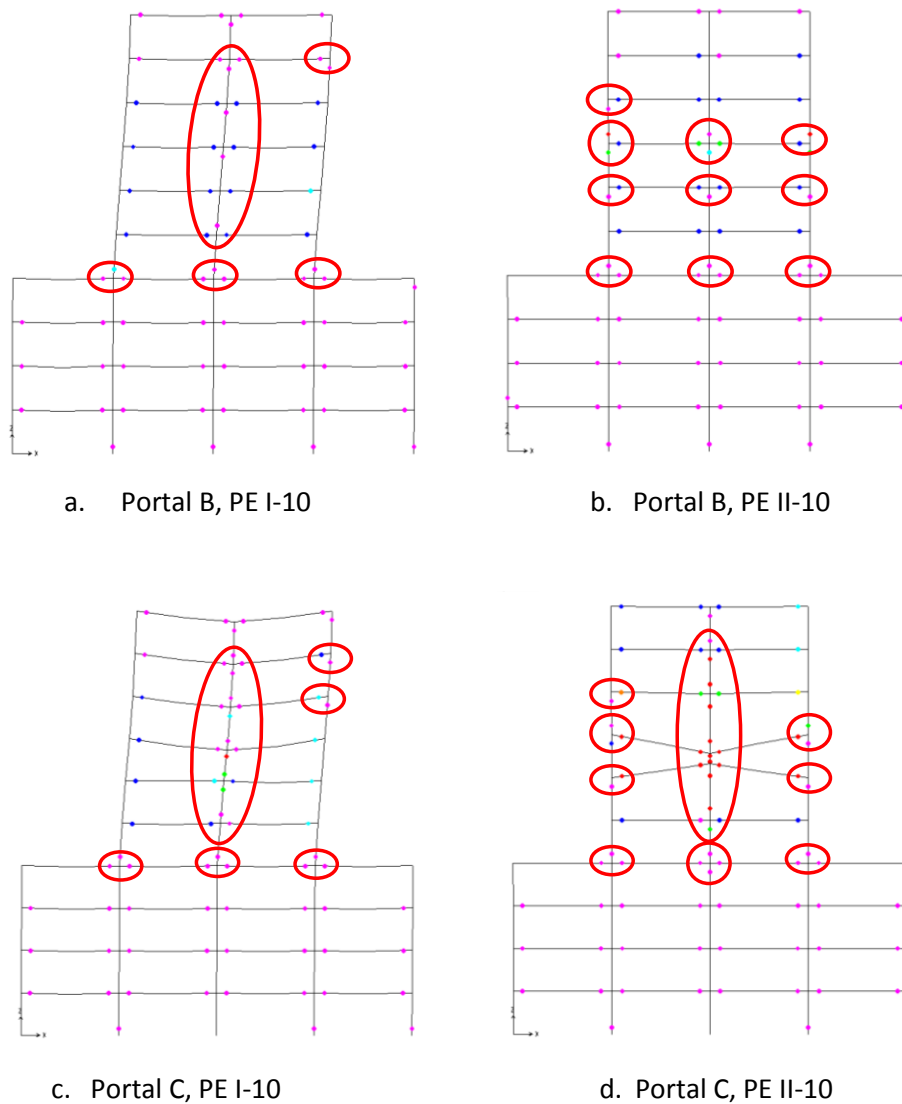 Z
X
Z
X
a. Portal B, PE I-10
b. Portal B, PE II-10
Z
X
Z
X
c. Portal C, PE I-10
d. Portal C, PE II-10